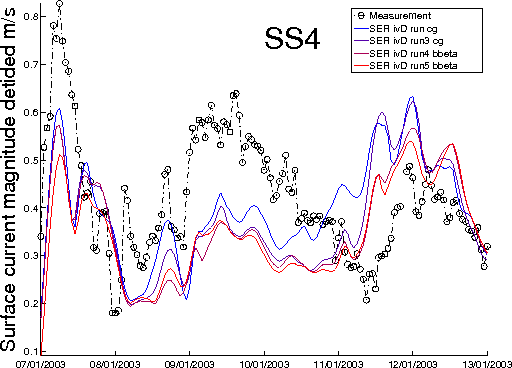 Surface current magnitude detided m/s
0.8
0.7
0.6
0.5
0.4
0.3
0.2
0.1
SS4
Measurement
SER ivD run cg
SER ivD run3 cg
SER ivD run4 bbeta
SER ivD run5 bbeta
07/01/2003 08/01/2003 09/01/2003 10/01/2003 11/01/2003 12/01/2003 13/01/2003